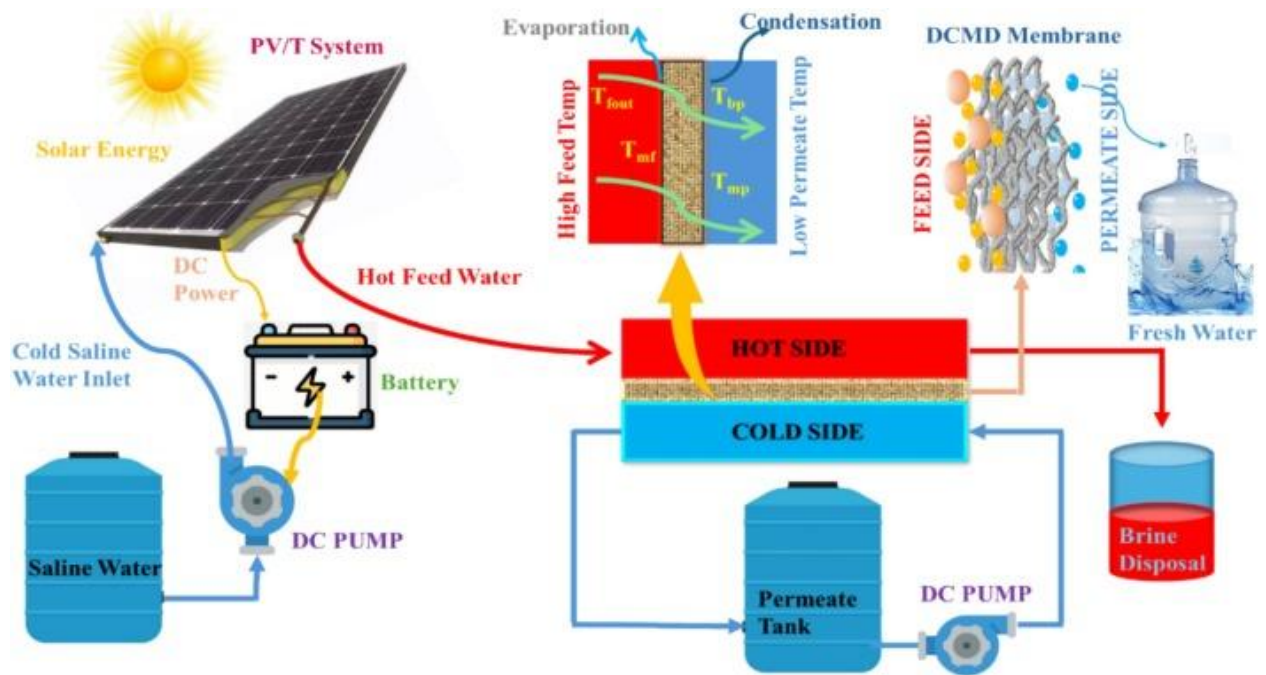 PV/T System
Solar Energy
DC
Power
Hot Feed Water
Cold Saline
Water Inlet
Battery
Saline Water
DC PUMP
Evaporation
Condensation
High Feed Temp
T_fout
T_bp
T_mf
T_mp
Low Permeate Temp
DCMD Membrane
FEED SIDE
PERMEATE SIDE
Fresh Water
HOT SIDE
COLD SIDE
Permeate
Tank
DC PUMP
Brine
Disposal